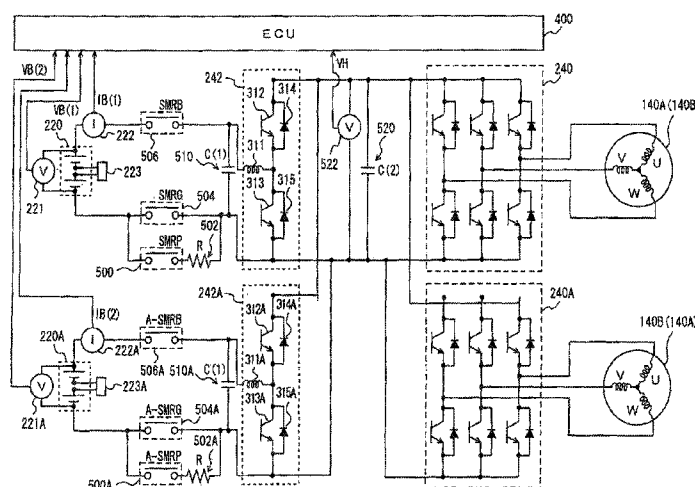 ECU
400
VB(2)
VB(1)
IB(1)
VH
242
240
220
222
SMRB
506
312
314
140A(140B)
510
C(1)
311
V
522
520
C(2)
V
U
W
221
223
SMRG
504
313
315
SMRP
502
R
500
IB(2)
242A
240A
220A
222A
A-SMRB
506A
510A
C(1)
312A
314A
311A
140B(140A)
V
U
W
221A
223A
A-SMRG
504A
313A
315A
A-SMRP
502A
R
500A
I
V
I
V